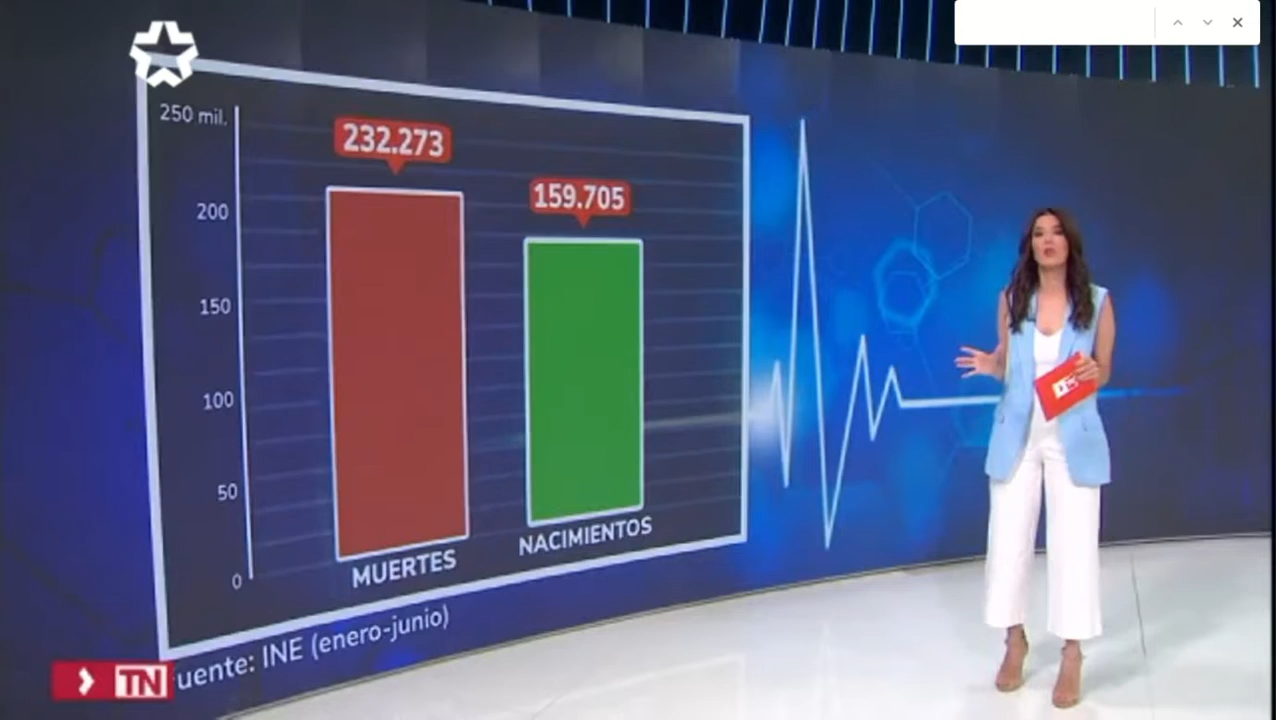 250 mil.
200
150
100
50
0
232.273
159.705
MUERTES
NACIMIENTOS
uente: INE (enero-junio)
TN